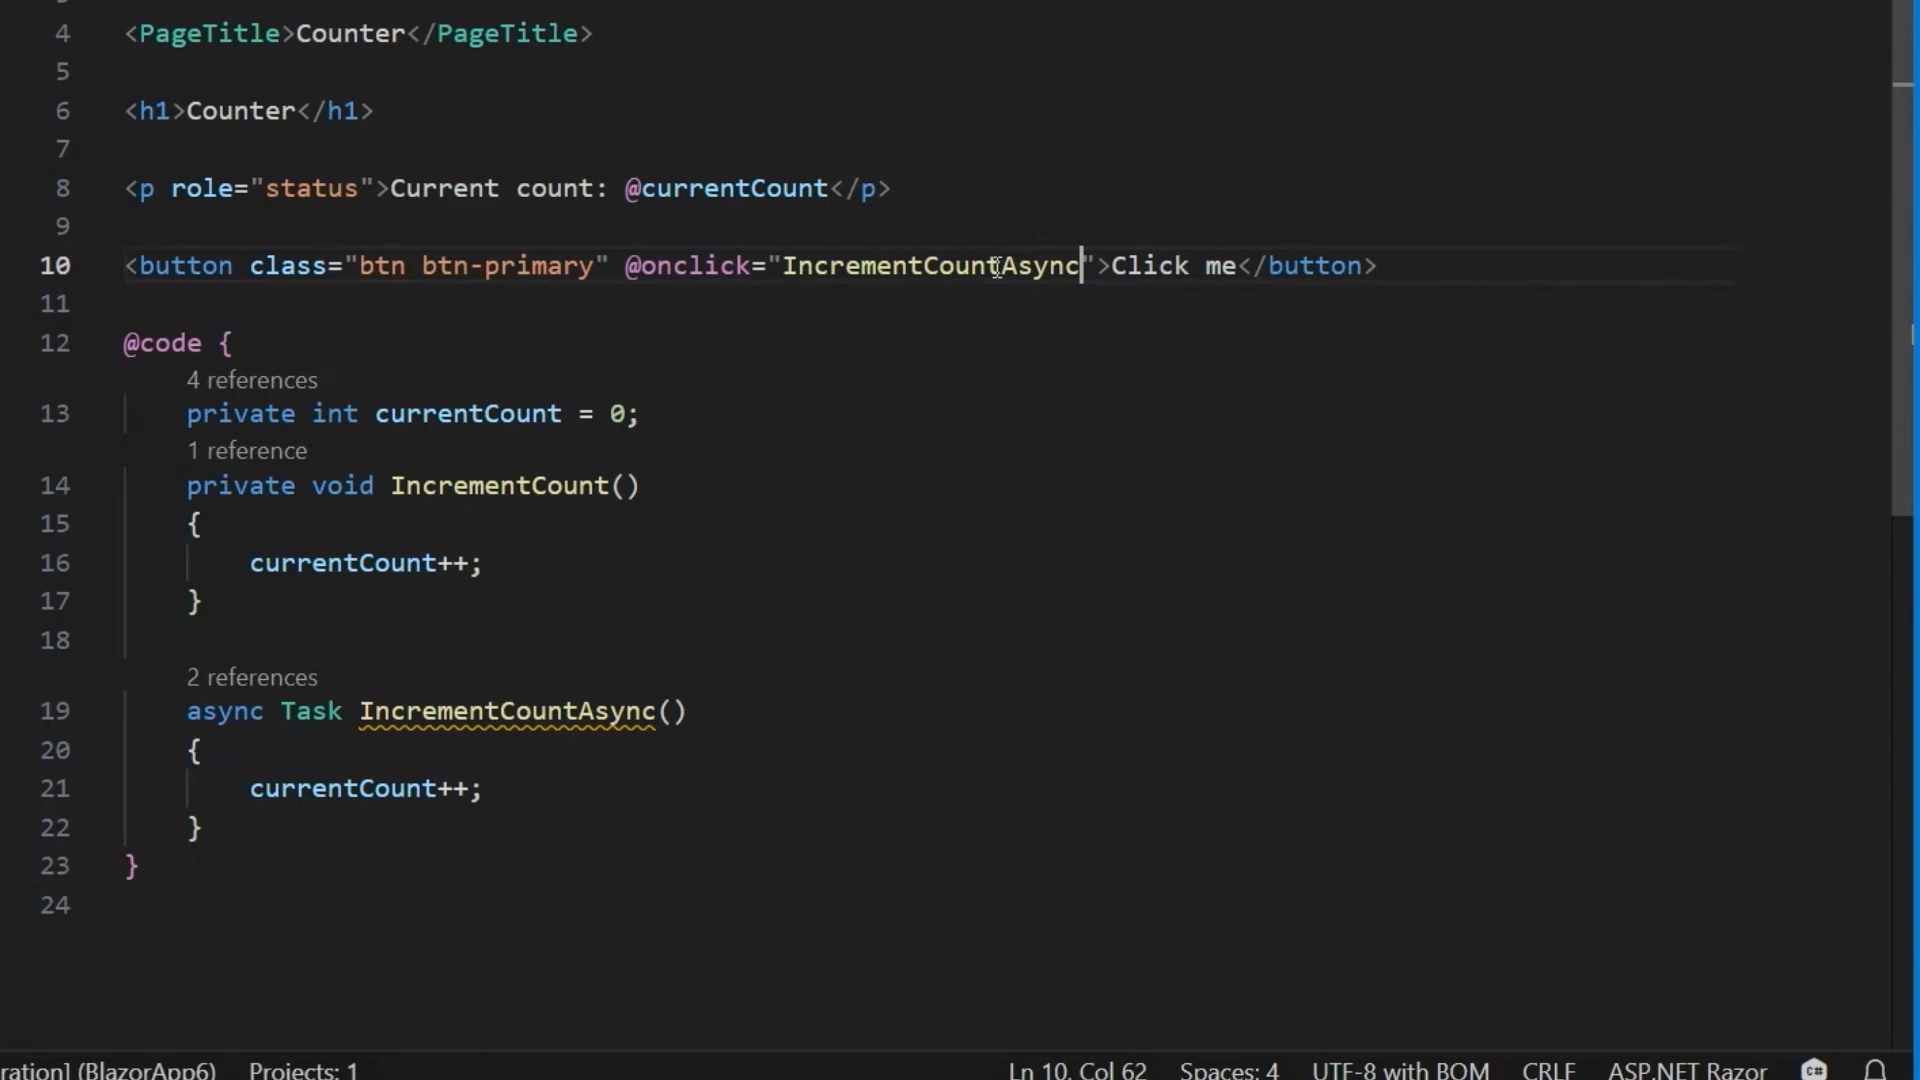 4 <PageTitle>Counter</PageTitle>
5
6 <h1>Counter</h1>
7
8 <p role="status">Current count: @currentCount</p>
9
10 <button class="btn btn-primary" @onclick="IncrementCountAsync">Click me</button>
11
12 @code {
4 references
13 private int currentCount = 0;
1 reference
14 private void IncrementCount()
15 {
16 currentCount++;
17 }
18
2 references
19 async Task IncrementCountAsync()
20 {
21 currentCount++;
22 }
23 }
24
ration] (BlazorApp6) Projects: 1 Ln 10, Col 62 Spaces: 4 UTF-8 with BOM CRLF ASP.NET Razor C#